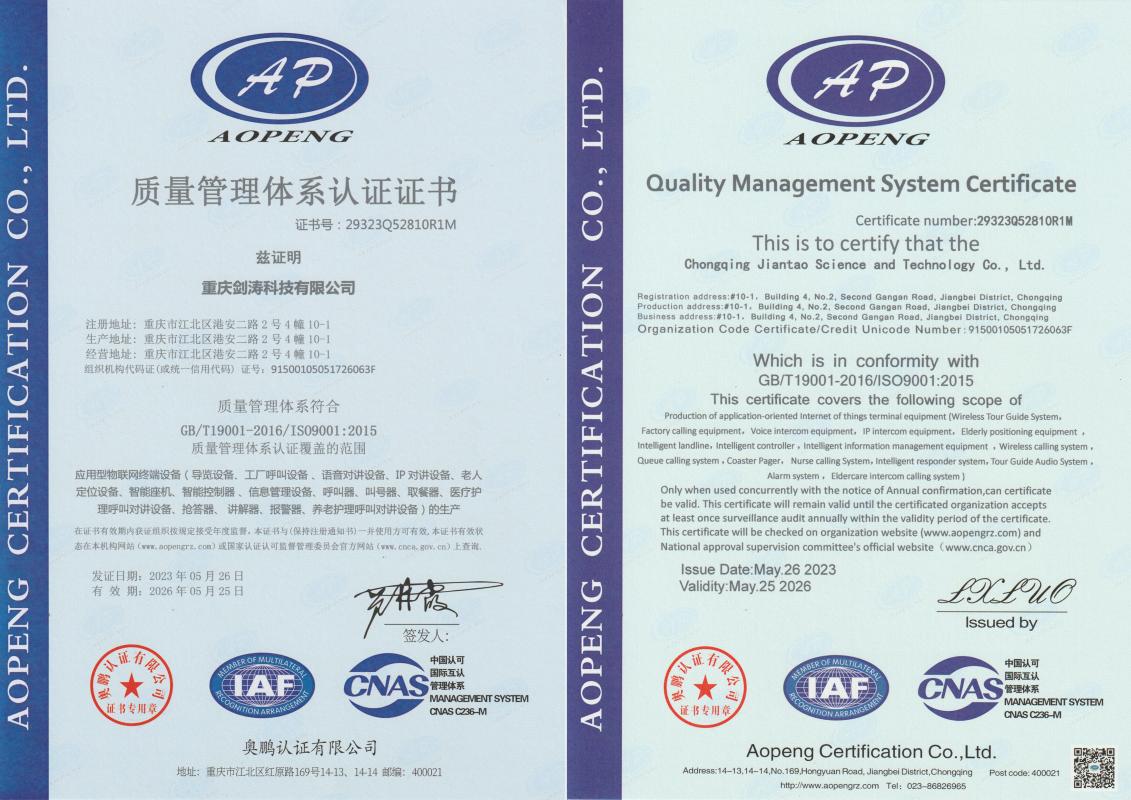 AOPENG CERTIFICATION CO., LTD.
AP
AOPENG
质量管理体系认证证书
证书号：29323Q52810R1M
兹证明
重庆剑涛科技有限公司
注册地址: 重庆市江北区港安二路 2 号 4 幢 10-1
生产地址: 重庆市江北区港安二路 2 号 4 幢 10-1
经营地址: 重庆市江北区港安二路 2 号 4 幢 10-1
组织机构代码证(或统一信用代码) 证号: 91500105051726063F
质量管理体系符合
GB/T19001-2016/ISO9001:2015
质量管理体系认证覆盖的范围
应用型物联网终端设备（导览设备、工厂呼叫设备、语音对讲设备、IP 对讲设备、老人
定位设备、智能座机、智能控制器、信息管理设备、呼叫器、叫号器、取餐器、医疗护
理呼叫对讲设备、抢答器、讲解器、报警器、养老护理呼叫对讲设备）的生产
在证书有效期内获证组织按规定接受年度监督,本证书与(保持注册通知书)一并使用方可有效,本证书有效状
态在本机构网站(www.aopengrz.com)或国家认证认可监督管理委员会官方网站(www.cnca.gov.cn)上查询.
发证日期: 2023 年 05 月 26 日
有 效 期: 2026 年 05 月 25 日
签发人:
奥鹏认证有限公司
证书专用章
MEMBER OF MULTILATERAL
IAF
RECOGNITION ARRANGEMENT
CNAS
中国认可
国际互认
管理体系
MANAGEMENT SYSTEM
CNAS C236-M
奥鹏认证有限公司
地址: 重庆市江北区红原路169号14-13、14-14 邮编: 400021
AOPENG CERTIFICATION CO., LTD.
AP
AOPENG
Quality Management System Certificate
Certificate number:29323Q52810R1M
This is to certify that the
Chongqing Jiantao Science and Technology Co., Ltd.
Registration address:#10-1, Building 4, No.2, Second Gangan Road, Jiangbei District, Chongqing
Production address:#10-1, Building 4, No.2, Second Gangan Road, Jiangbei District, Chongqing
Business address:#10-1, Building 4, No.2, Second Gangan Road, Jiangbei District, Chongqing
Organization Code Certificate/Credit Unicode Number: 91500105051726063F
Which is in conformity with
GB/T19001-2016/ISO9001:2015
This certificate covers the following scope of
Production of application-oriented Internet of things terminal equipment (Wireless Tour Guide System,
Factory calling equipment, Voice intercom equipment, IP intercom equipment, Elderly positioning equipment ,
Intelligent landline, Intelligent controller , Intelligent information management equipment , Wireless calling system ,
Queue calling system , Coaster Pager, Nurse calling System, Intelligent responder system, Tour Guide Audio System ,
Alarm system , Eldercare intercom calling system )
Only when used concurrently with the notice of Annual confirmation,can certificate
be valid. This certificate will remain valid until the certificated organization accepts
at least once surveillance audit annually within the validity period of the certificate.
This certificate will be checked on organization website (www.aopengrz.com) and
National approval supervision committee's official website（www.cnca.gov.cn）
Issue Date:May.26 2023
Validity:May.25 2026
LXLUO
Issued by
奥鹏认证有限公司
证书专用章
MEMBER OF MULTILATERAL
IAF
RECOGNITION ARRANGEMENT
CNAS
中国认可
国际互认
管理体系
MANAGEMENT SYSTEM
CNAS C236-M
Aopeng Certification Co.,Ltd.
Address:14-13,14-14,No.169,Hongyuan Road, Jiangbei District,Chongqing Post code: 400021
http://www.aopengrz.com Tel: 023-86826965